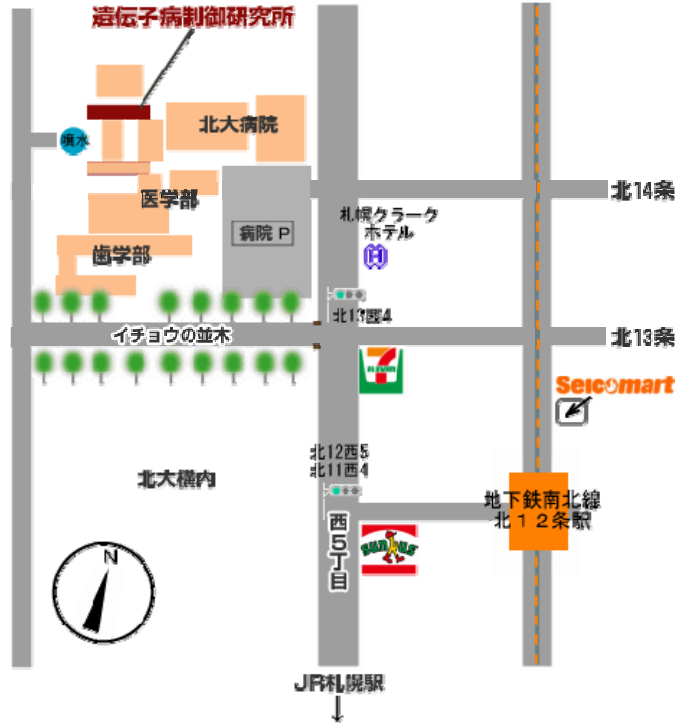 遺伝子病制御研究所
北大病院
噴水
医学部
病院 P
歯学部
北14条
札幌クラーク
ホテル
H
北13西4
イチョウの並木
北13条
7
ELEVEN
Seicomart
北12西5
北11西4
北大構内
地下鉄南北線
北12条駅
西5丁目
sunkus
N
JR札幌駅